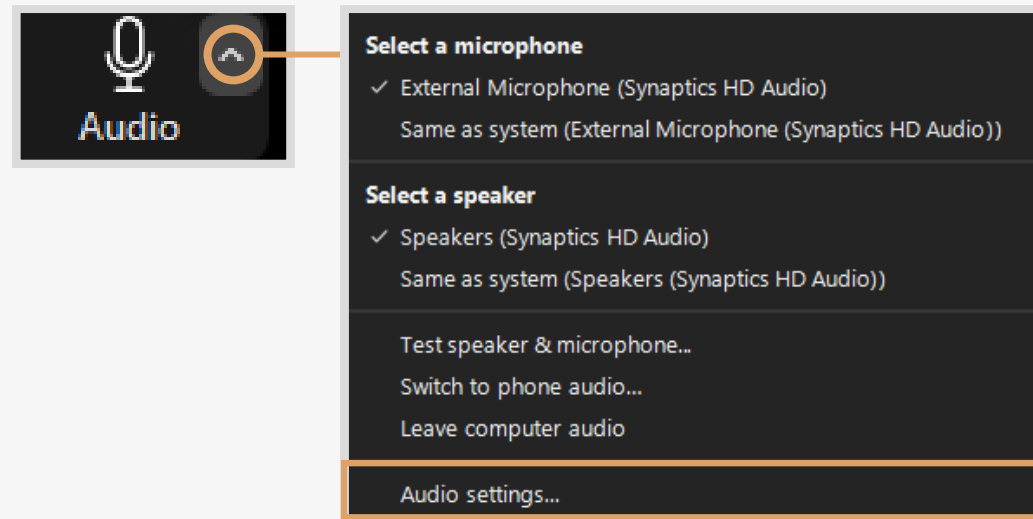 Audio
Select a microphone
External Microphone (Synaptics HD Audio)
Same as system (External Microphone (Synaptics HD Audio))
Select a speaker
Speakers (Synaptics HD Audio)
Same as system (Speakers (Synaptics HD Audio))
Test speaker & microphone...
Switch to phone audio...
Leave computer audio
Audio settings...